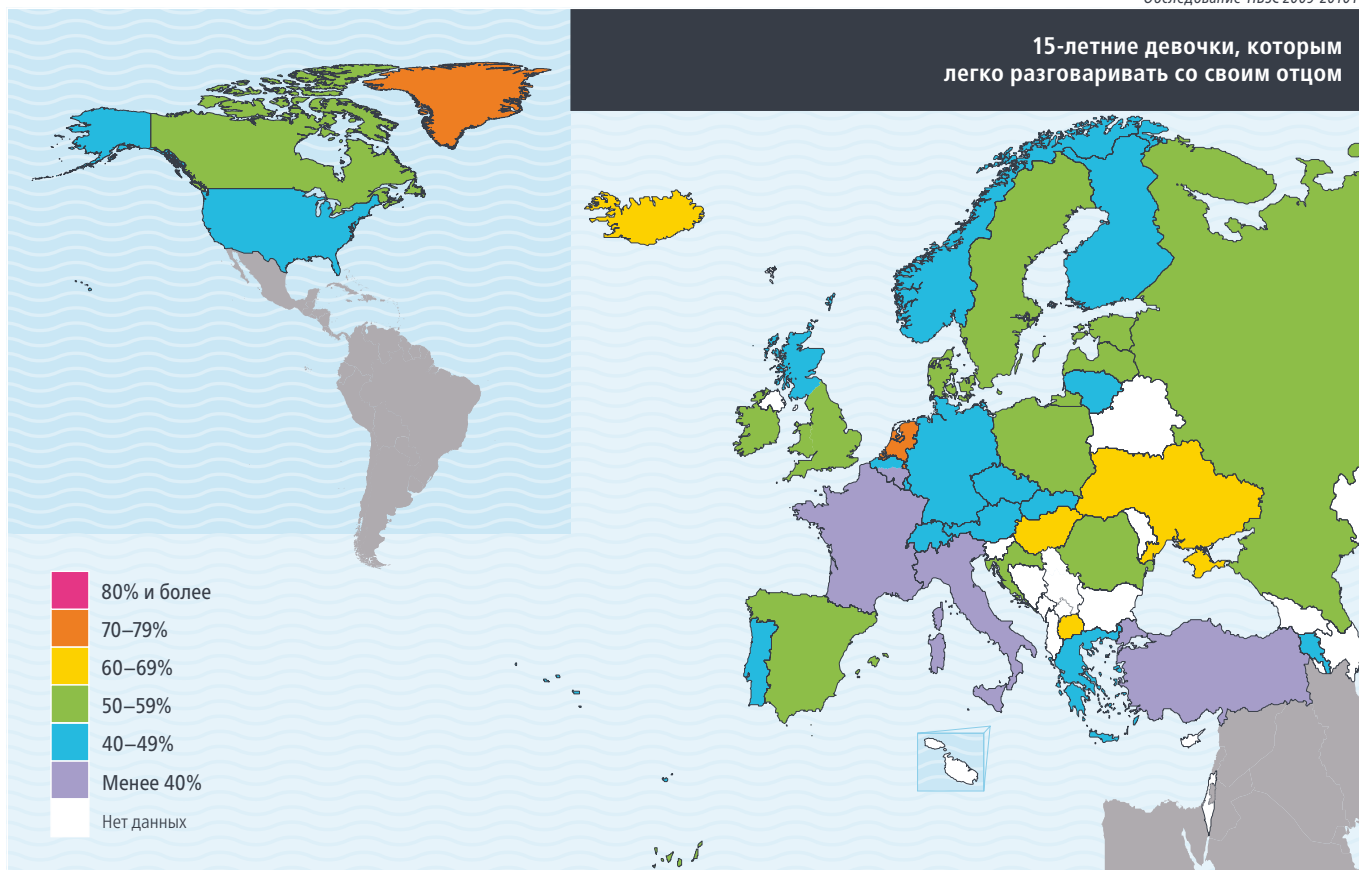 15-летние девочки, которым
легко разговаривать со своим отцом
80% и более
70–79%
60–69%
50–59%
40–49%
Менее 40%
Нет данных